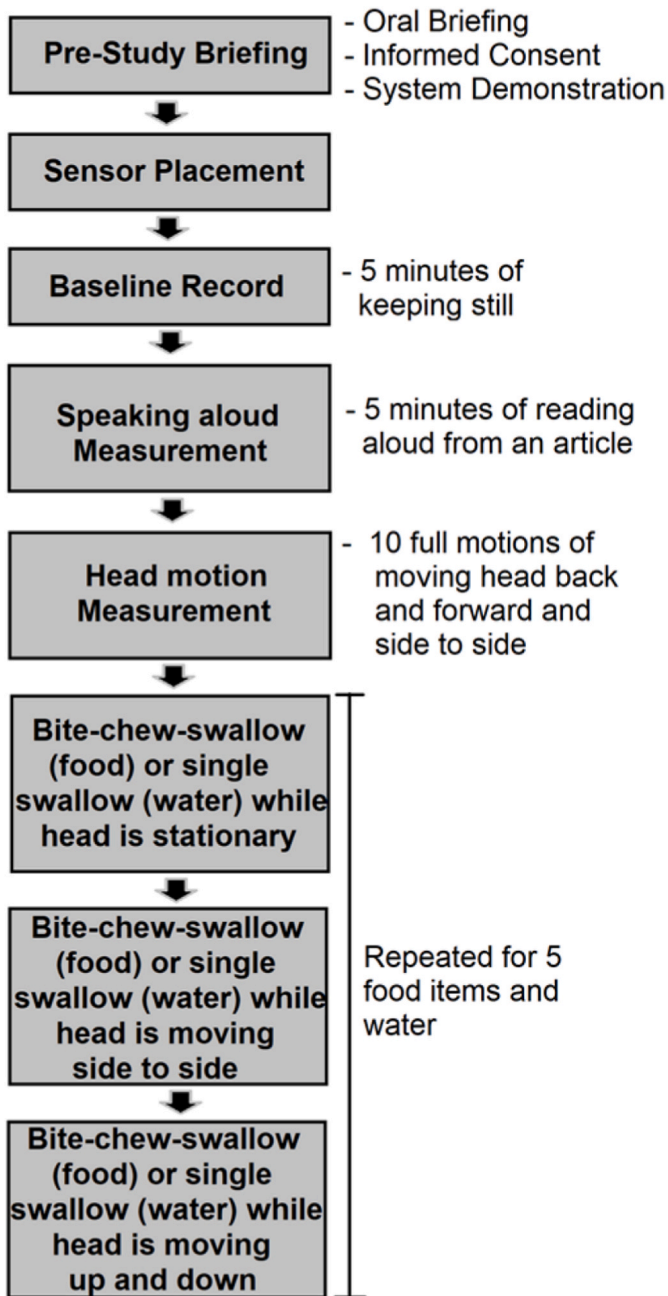 Pre-Study Briefing
- Oral Briefing
- Informed Consent
- System Demonstration
Sensor Placement
Baseline Record
- 5 minutes of
keeping still
Speaking aloud
Measurement
- 5 minutes of reading
aloud from an article
Head motion
Measurement
- 10 full motions of
moving head back
and forward and
side to side
Bite-chew-swallow
(food) or single
swallow (water) while
head is stationary
Bite-chew-swallow
(food) or single
swallow (water) while
head is moving
side to side
Bite-chew-swallow
(food) or single
swallow (water) while
head is moving
up and down
Repeated for 5
food items and
water